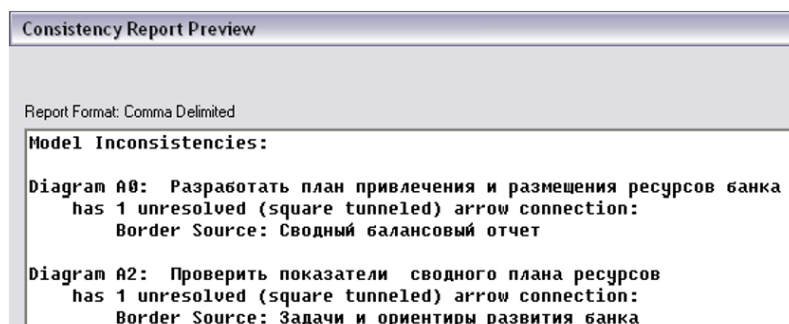 Consistency Report Preview
Report Format: Comma Delimited
Model Inconsistencies:
Diagram A0: Разработать план привлечения и размещения ресурсов банка
has 1 unresolved (square tunneled) arrow connection:
Border Source: Сводный балансовый отчет
Diagram A2: Проверить показатели сводного плана ресурсов
has 1 unresolved (square tunneled) arrow connection:
Border Source: Задачи и ориентиры развития банка